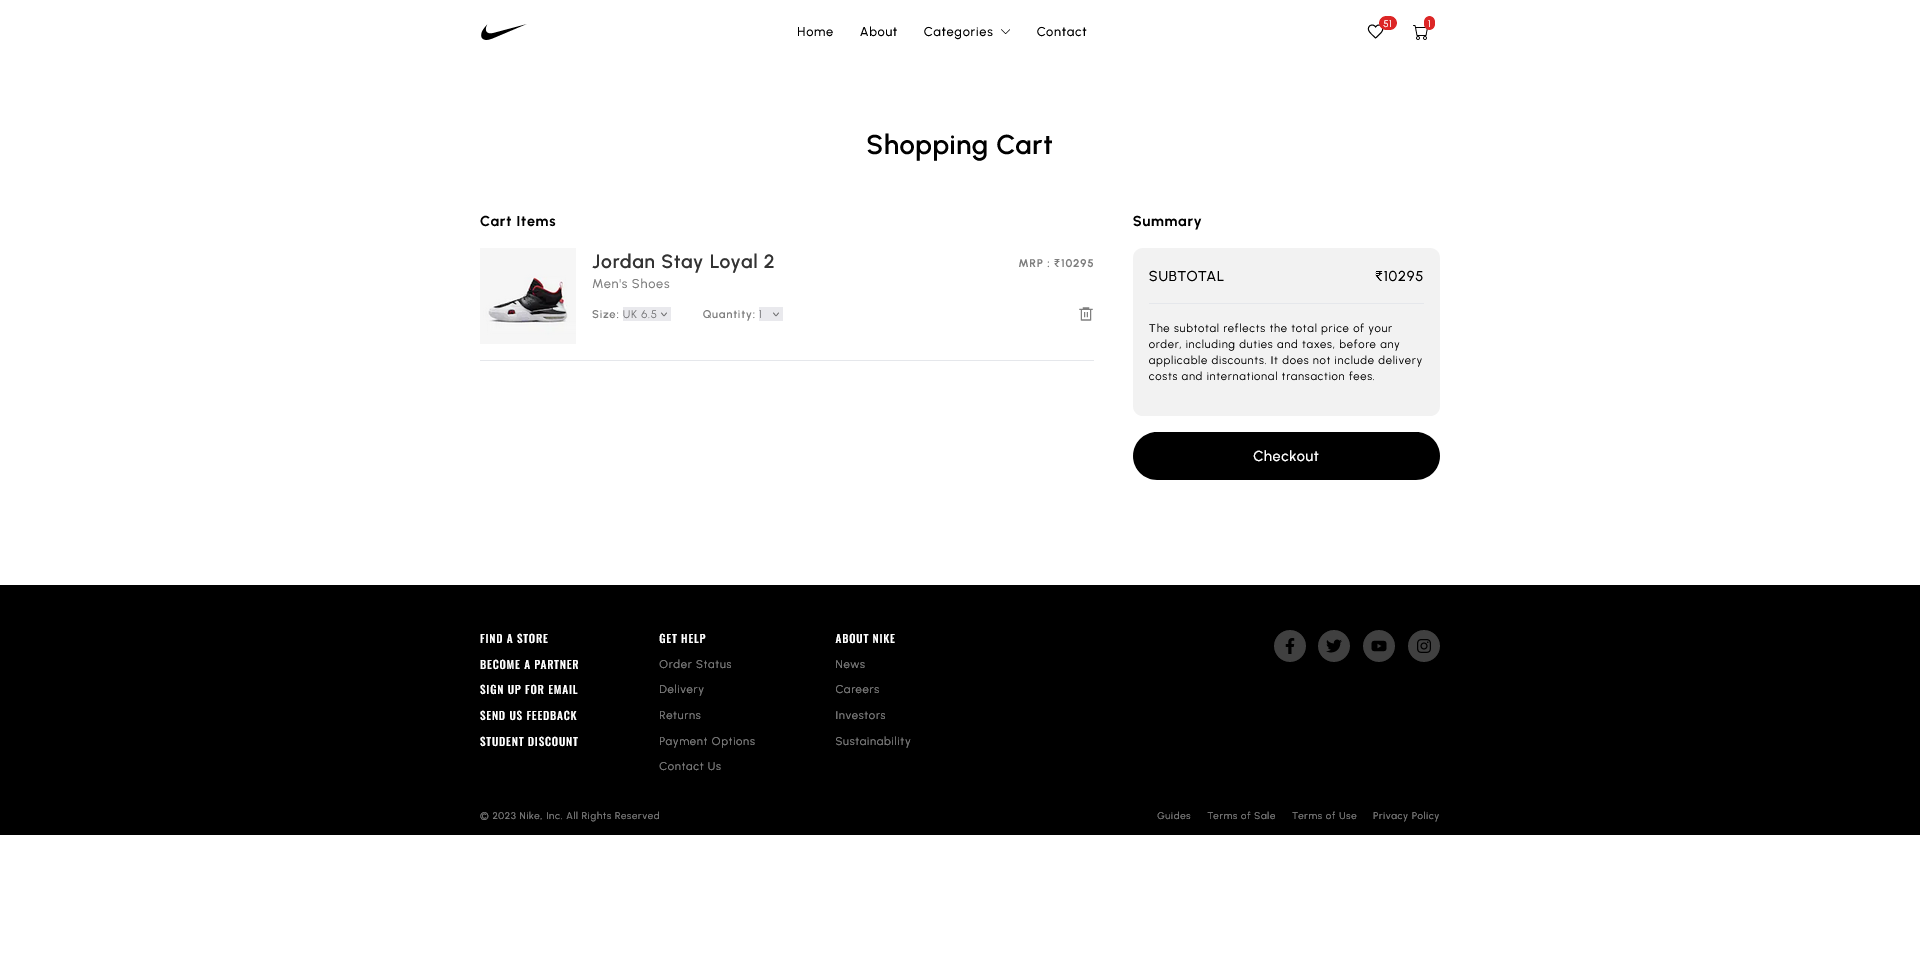 Home
About
Categories
Contact
51
1
Shopping Cart
Cart Items
Jordan Stay Loyal 2
MRP : ₹10295
Men's Shoes
Size: UK 6.5
Quantity: 1
Summary
SUBTOTAL
₹10295
The subtotal reflects the total price of your
order, including duties and taxes, before any
applicable discounts. It does not include delivery
costs and international transaction fees.
Checkout
FIND A STORE
BECOME A PARTNER
SIGN UP FOR EMAIL
SEND US FEEDBACK
STUDENT DISCOUNT
GET HELP
Order Status
Delivery
Returns
Payment Options
Contact Us
ABOUT NIKE
News
Careers
Investors
Sustainability
© 2023 Nike, Inc. All Rights Reserved
Guides
Terms of Sale
Terms of Use
Privacy Policy